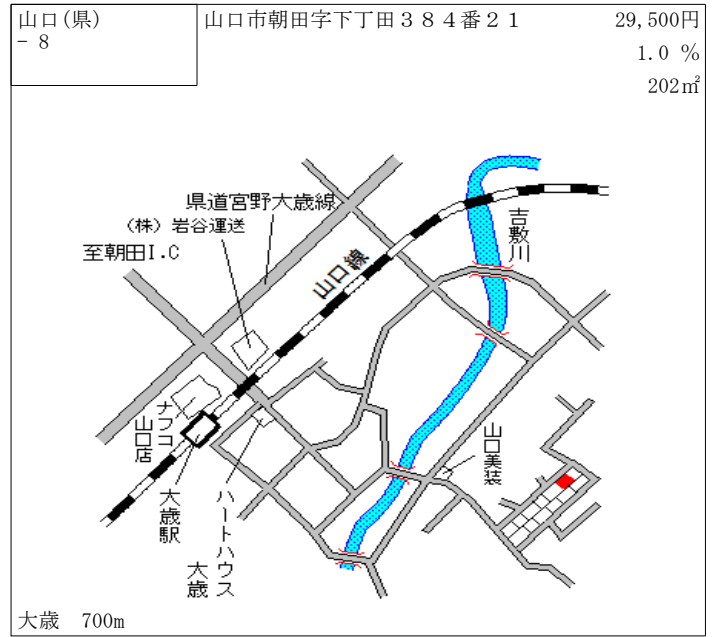 山口(県)
- 8
山口市朝田字下丁田３８４番２１
29,500円
1.0 %
202㎡
県道宮野大歳線
(株) 岩谷運送
至朝田I.C
山口線
吉敷川
ナフコ
山口店
大歳駅
ハートハウス
大歳
山口美装
大歳 700m